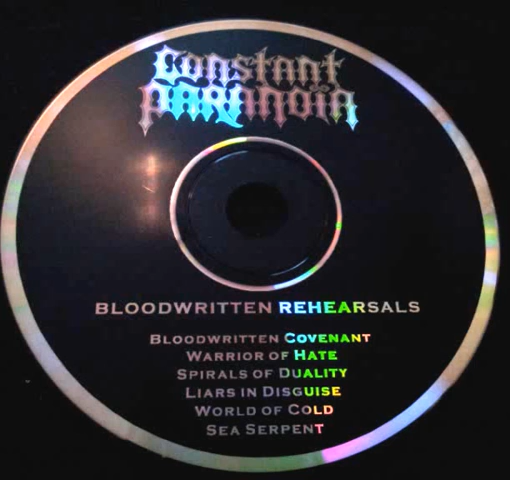 Constant
Paranoïa
BLOODWRITTEN REHEARSALS
BLOODWRITTEN COVENANT
WARRIOR OF HATE
SPIRALS OF DUALITY
LIARS IN DISGUISE
WORLD OF COLD
SEA SERPENT